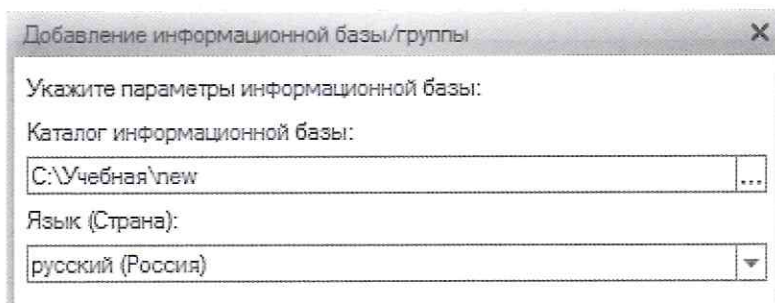 Добавление информационной базы/группы
Укажите параметры информационной базы:
Каталог информационной базы:
C:\Учебная\new
...
Язык (Страна):
русский (Россия)